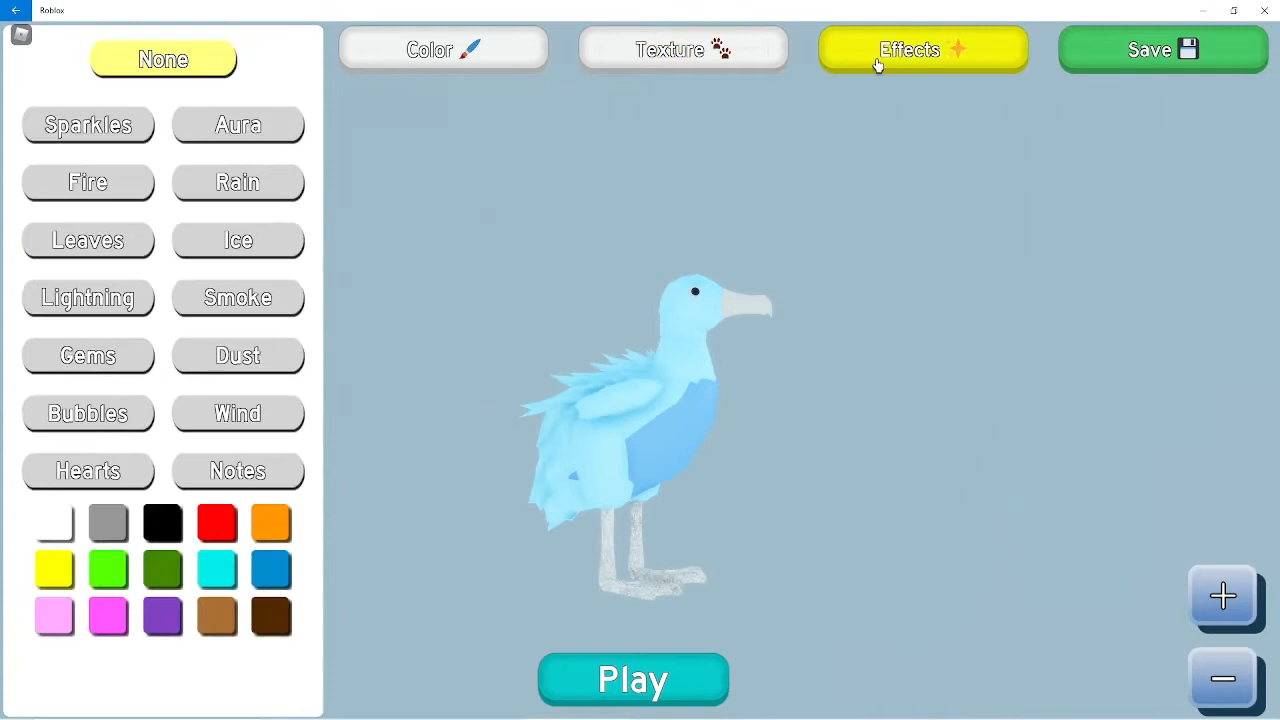 Roblox
None
Color
Texture
Effects
Save
Sparkles
Aura
Fire
Rain
Leaves
Ice
Lightning
Smoke
Gems
Dust
Bubbles
Wind
Hearts
Notes
Play